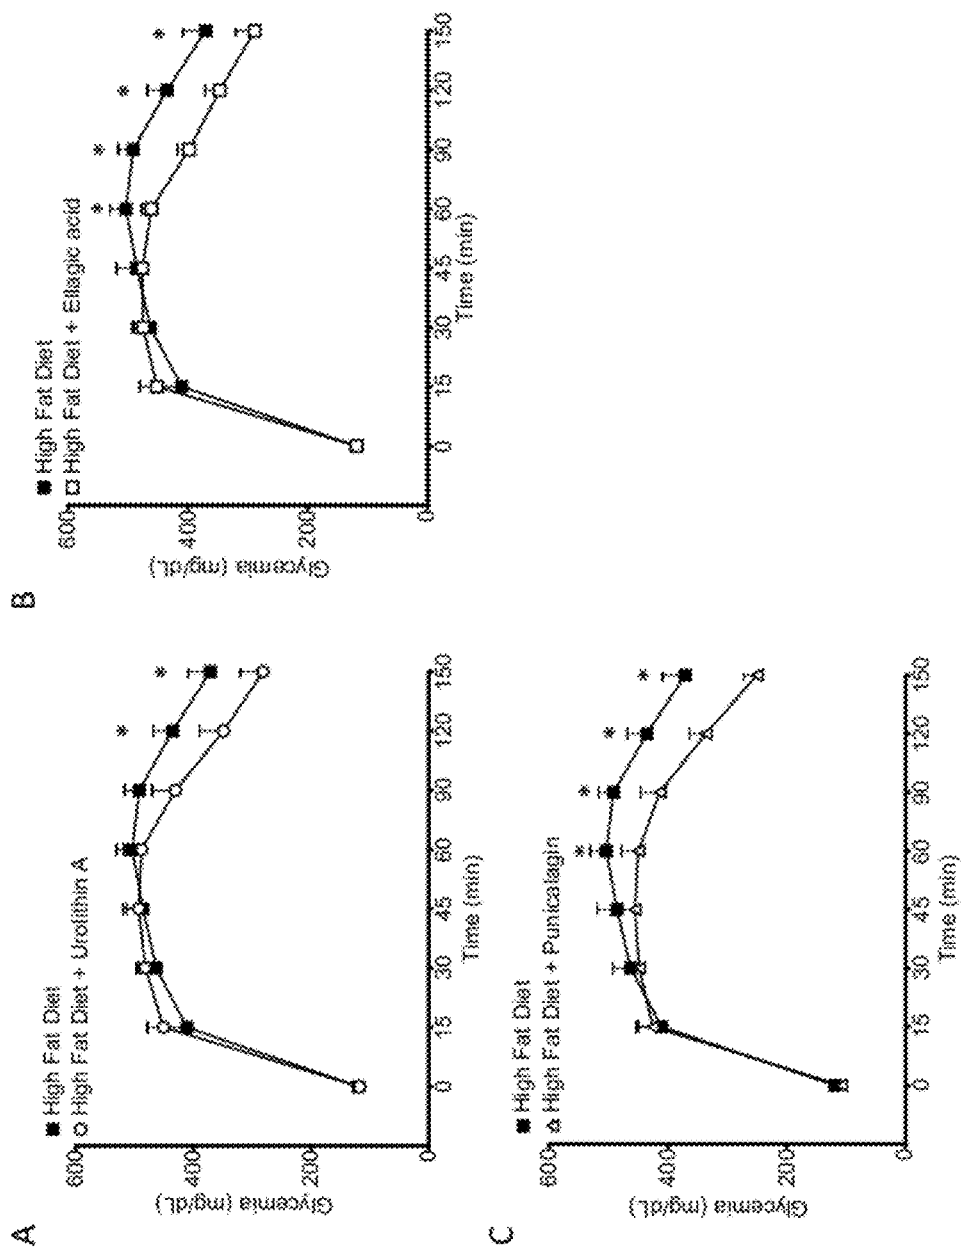 A
High Fat Diet
High Fat Diet + Urolithin A
600
400
200
0
Glycemia (mg/dL)
* *
0 15 30 45 60 90 120 150
Time (min)
B
High Fat Diet
High Fat Diet + Ellagic acid
600
400
200
0
Glycemia (mg/dL)
* * * *
0 15 30 45 60 90 120 150
Time (min)
C
High Fat Diet
High Fat Diet + Punicalagin
600
400
200
0
Glycemia (mg/dL)
* * * *
0 15 30 45 60 90 120 150
Time (min)